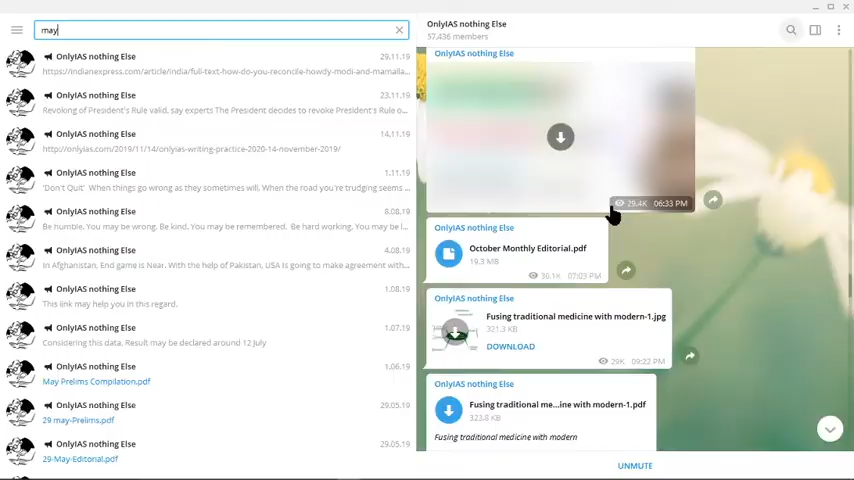 may
OnlyIAS nothing Else
29.11.19
https://indianexpress.com/article/india/full-text-how-do-you-reconcile-howdy-modi-and-mamalla...
OnlyIAS nothing Else
23.11.19
Revoking of President's Rule valid, say experts The President decides to revoke President's Rule o...
OnlyIAS nothing Else
14.11.19
http://onlyias.com/2019/11/14/onlyias-writing-practice-2020-14-november-2019/
OnlyIAS nothing Else
1.11.19
'Don't Quit' When things go wrong as they sometimes will, When the road you're trudging seems ...
OnlyIAS nothing Else
8.08.19
Be humble. You may be wrong. Be kind, You may be remembered. Be hard working, You may be l...
OnlyIAS nothing Else
4.08.19
In Afghanistan, End game is Near. With the help of Pakistan, USA Is going to make agreement with...
OnlyIAS nothing Else
1.08.19
This link may help you in this regard.
OnlyIAS nothing Else
1.07.19
Considering this data, Result may be declared around 12 July
OnlyIAS nothing Else
1.06.19
May Prelims Compilation.pdf
OnlyIAS nothing Else
29.05.19
29 may-Prelims.pdf
OnlyIAS nothing Else
29.05.19
29-May-Editorial.pdf
OnlyIAS nothing Else
57,436 members
OnlyIAS nothing Else
29.4K 06:33 PM
OnlyIAS nothing Else
October Monthly Editorial.pdf
19.3 MB
30.1K 07:03 PM
OnlyIAS nothing Else
Fusing traditional medicine with modern-1.jpg
321.3 KB
DOWNLOAD
29K 09:22 PM
OnlyIAS nothing Else
Fusing traditional me...ine with modern-1.pdf
323.8 KB
Fusing traditional medicine with modern
UNMUTE